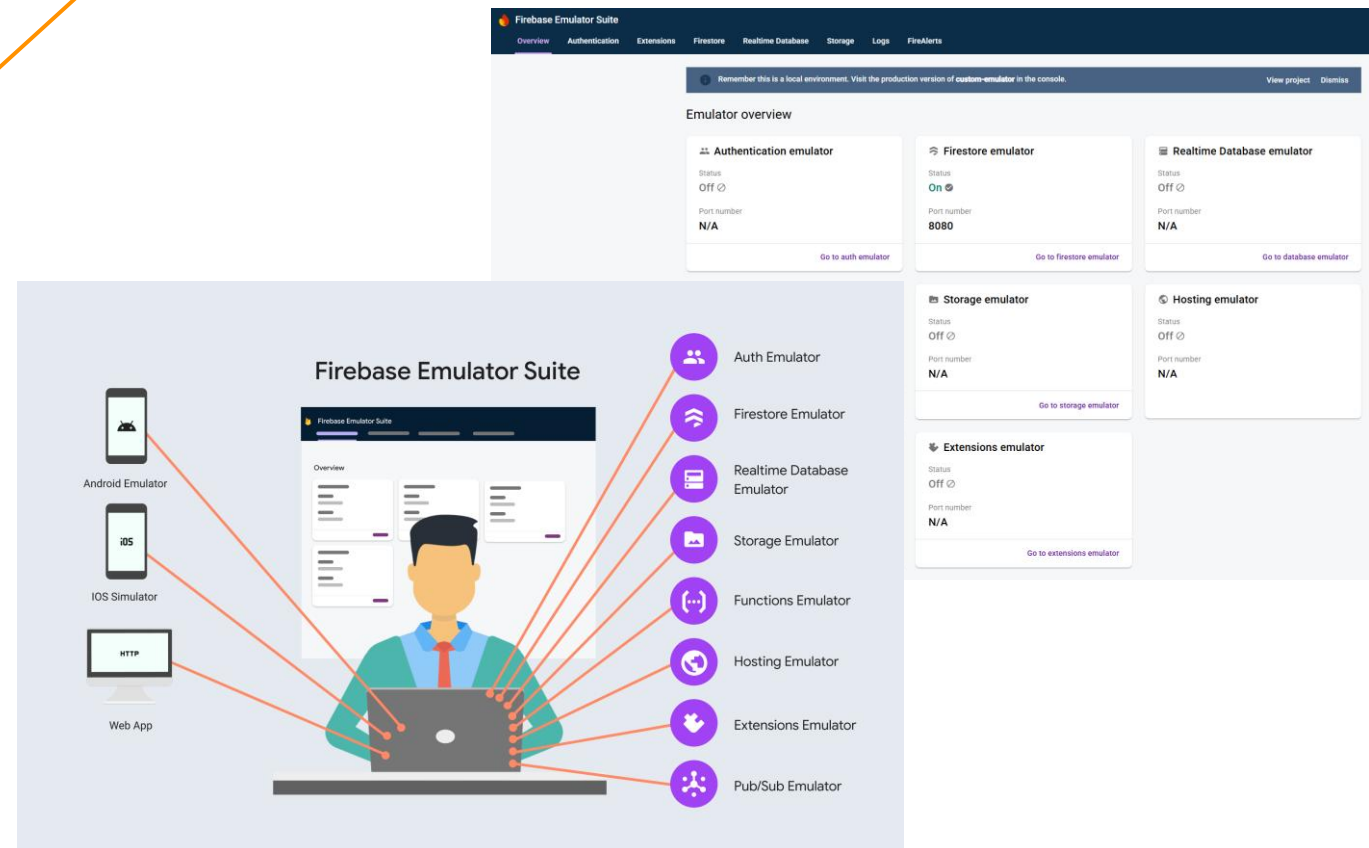 Firebase Emulator Suite
Overview Authentication Extensions Firestore Realtime Database Storage Logs FireAlerts
Remember this is a local environment. Visit the production version of custom-emulator in the console. View project Dismiss
Emulator overview
Authentication emulator
Status
Off
Port number
N/A
Go to auth emulator
Firestore emulator
Status
On
Port number
8080
Go to firestore emulator
Realtime Database emulator
Status
Off
Port number
N/A
Go to database emulator
Storage emulator
Status
Off
Port number
N/A
Go to storage emulator
Hosting emulator
Status
Off
Port number
N/A
Extensions emulator
Status
Off
Port number
N/A
Go to extensions emulator
Firebase Emulator Suite
Firebase Emulator Suite
Overview
Android Emulator
iOS
IOS Simulator
HTTP
Web App
Auth Emulator
Firestore Emulator
Realtime Database
Emulator
Storage Emulator
Functions Emulator
Hosting Emulator
Extensions Emulator
Pub/Sub Emulator